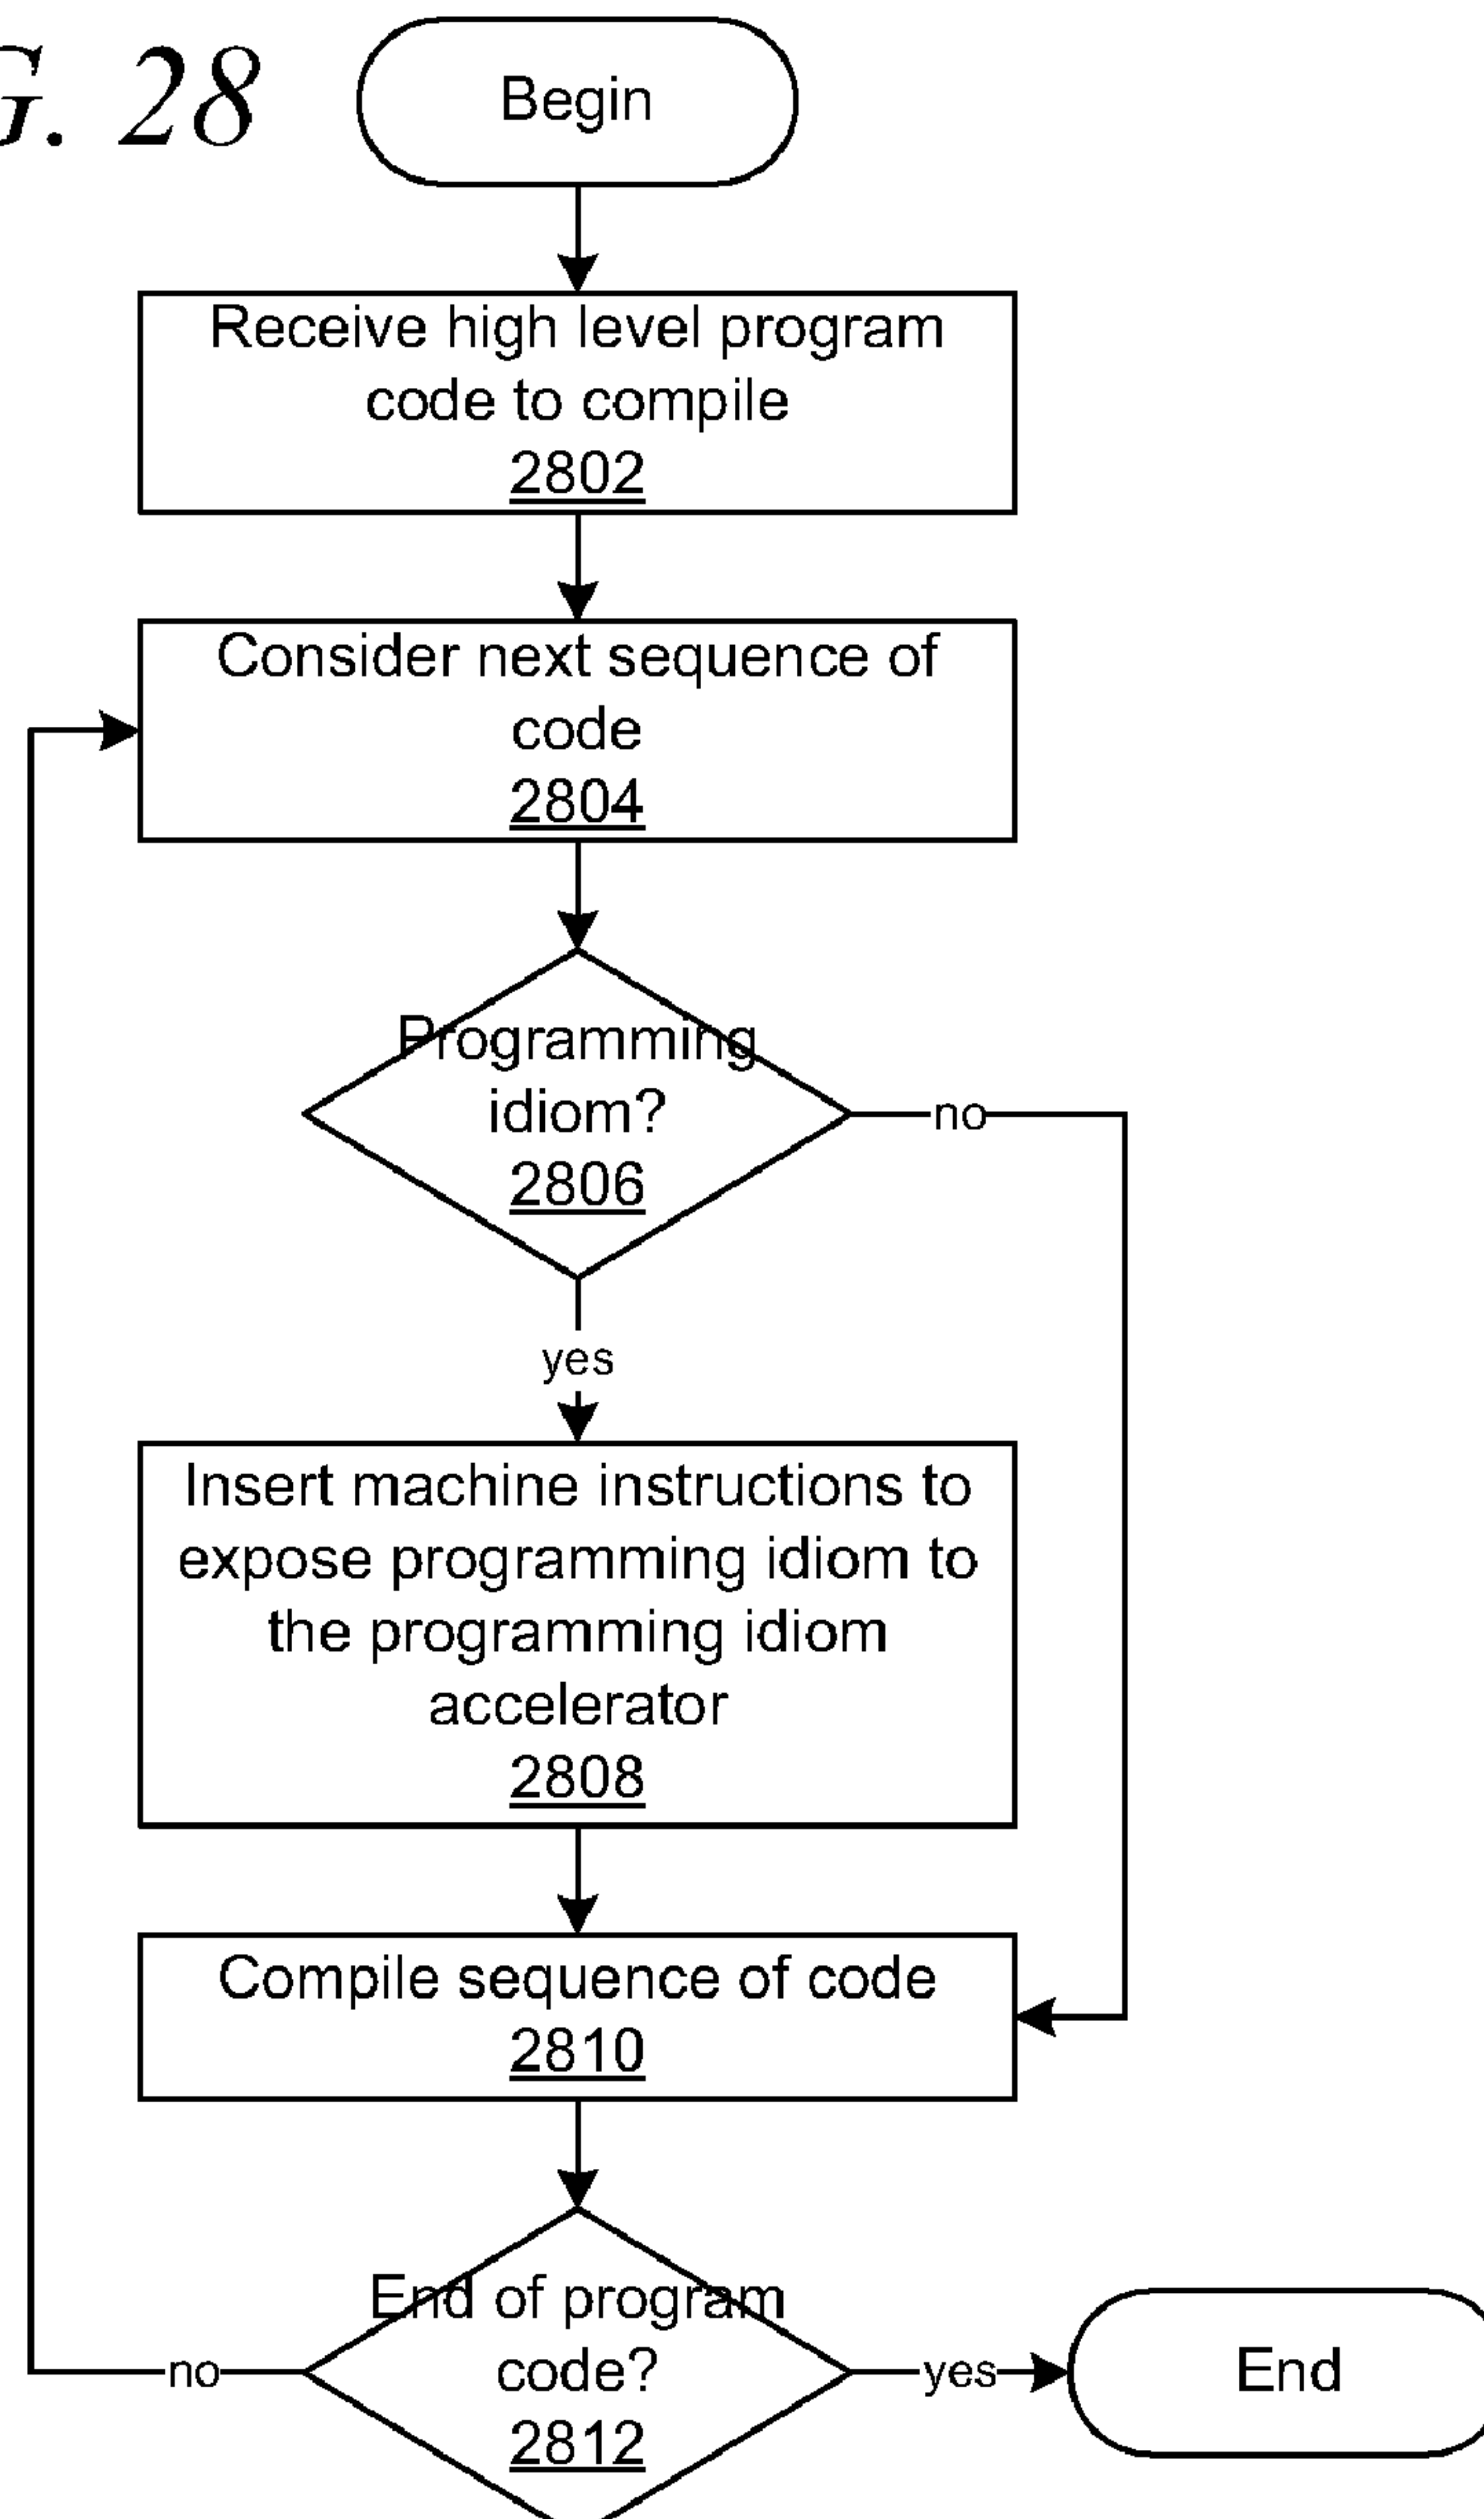 G. 28
Begin
Receive high level program
code to compile
2802
Consider next sequence of
code
2804
Programming
idiom?
2806
no
yes
Insert machine instructions to
expose programming idiom to
the programming idiom
accelerator
2808
Compile sequence of code
2810
End of program
code?
2812
no
yes
End